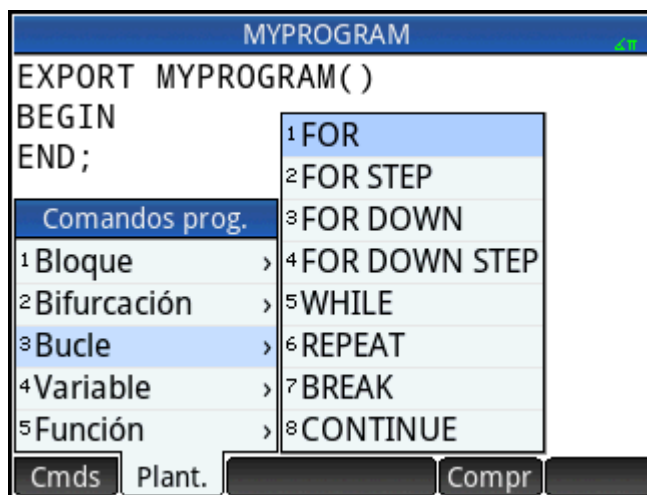 MYPROGRAM
∡π
EXPORT MYPROGRAM()
BEGIN
END;
Comandos prog.
1 Bloque ›
2 Bifurcación ›
3 Bucle ›
4 Variable ›
5 Función ›
1 FOR
2 FOR STEP
3 FOR DOWN
4 FOR DOWN STEP
5 WHILE
6 REPEAT
7 BREAK
8 CONTINUE
Cmds Plant. Compr